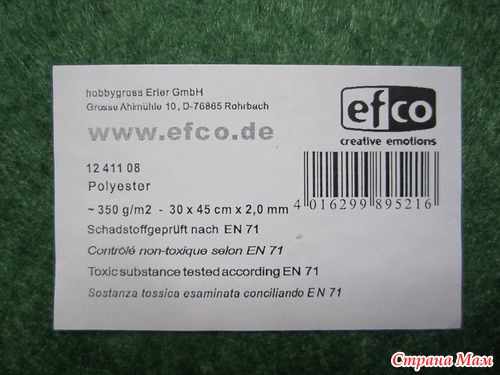 hobbygross Erler GmbH
Grosse Ahlmühle 10, D-76865 Rohrbach
www.efco.de
efco
creative emotions
12 411 08
Polyester
~ 350 g/m2 - 30 x 45 cm x 2,0 mm
4 016299 895216
Schadstoffgeprüft nach EN 71
Contrôlé non-toxique selon EN 71
Toxic substance tested according EN 71
Sostanza tossica esaminata conciliando EN 71
Страна Мам